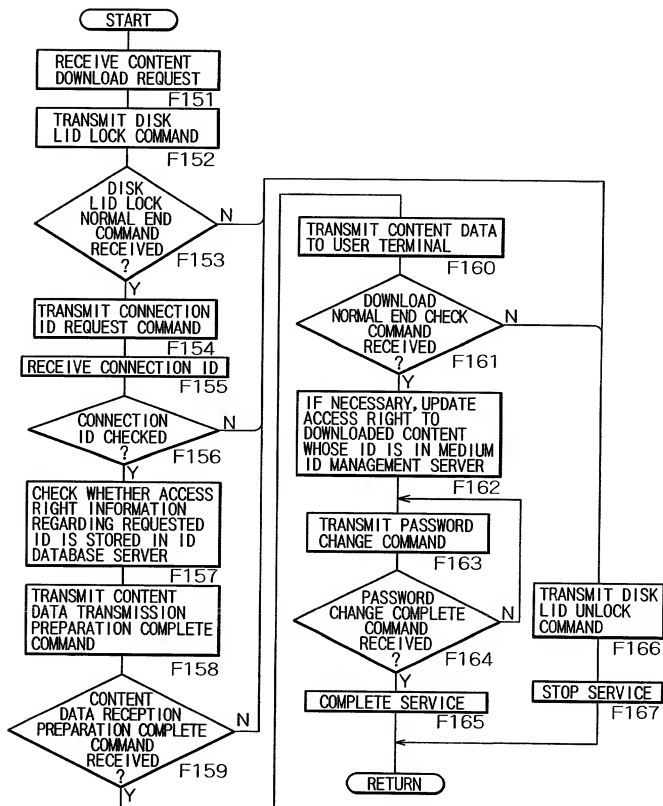 START
RECEIVE CONTENT
DOWNLOAD REQUEST
F151
TRANSMIT DISK
LID LOCK COMMAND
F152
DISK
LID LOCK
NORMAL END
COMMAND
RECEIVED
?
F153
N
Y
TRANSMIT CONNECTION
ID REQUEST COMMAND
F154
RECEIVE CONNECTION ID
F155
CONNECTION
ID CHECKED
?
F156
N
Y
CHECK WHETHER ACCESS
RIGHT INFORMATION
REGARDING REQUESTED
ID IS STORED IN ID
DATABASE SERVER
F157
TRANSMIT CONTENT
DATA TRANSMISSION
PREPARATION COMPLETE
COMMAND
F158
CONTENT
DATA RECEPTION
PREPARATION COMPLETE
COMMAND
RECEIVED
?
F159
N
Y
TRANSMIT CONTENT DATA
TO USER TERMINAL
F160
DOWNLOAD
NORMAL END CHECK
COMMAND
RECEIVED
?
F161
N
Y
IF NECESSARY, UPDATE
ACCESS RIGHT TO
DOWNLOADED CONTENT
WHOSE ID IS IN MEDIUM
ID MANAGEMENT SERVER
F162
TRANSMIT PASSWORD
CHANGE COMMAND
F163
PASSWORD
CHANGE COMPLETE
COMMAND
RECEIVED
?
F164
N
Y
COMPLETE SERVICE
F165
TRANSMIT DISK
LID UNLOCK
COMMAND
F166
STOP SERVICE
F167
RETURN